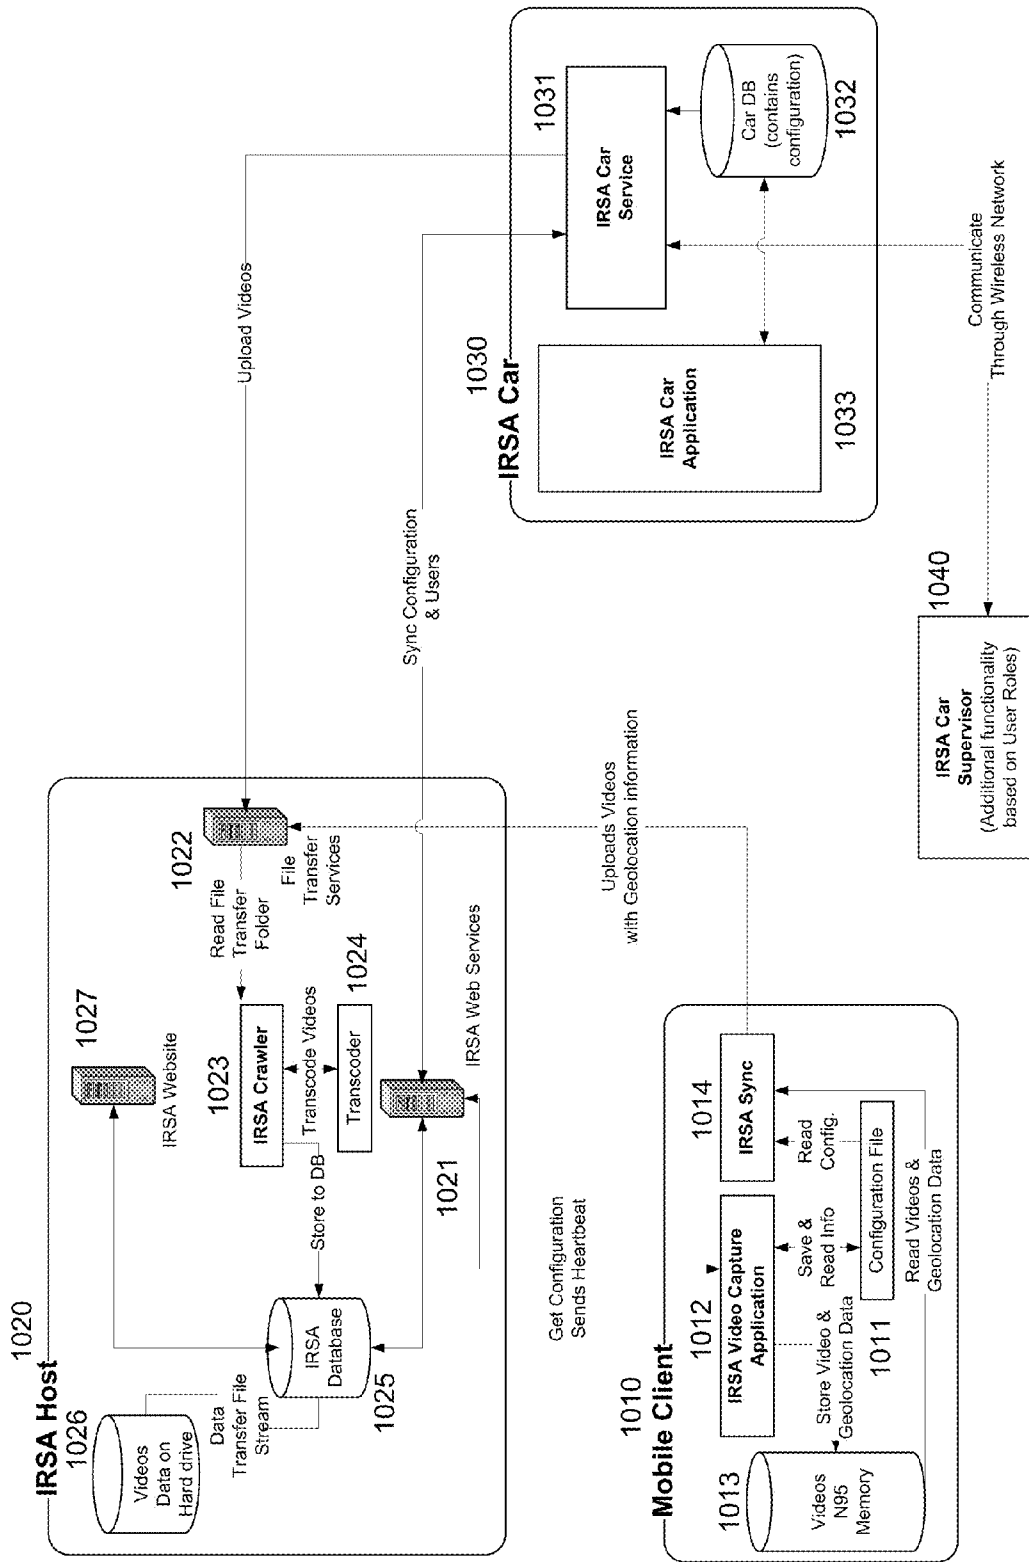 1020
IRSA Host
1026
Videos
Data on
Hard drive
Data
Transfer File
Stream
IRSA
Database
1025
Store to DB
1027
IRSA Website
1023
IRSA Crawler
Transcode Videos
1024
Transcoder
1021
IRSA Web Services
1022
Read File
Transfer
Folder
File
Transfer
Services
Upload Videos
Sync Configuration
& Users
Get Configuration
Sends Heartbeat
Uploads Videos
with Geolocation information
1010
Mobile Client
1013
Videos
N95
Memory
1012
IRSA Video Capture
Application
Store Video &
Geolocation Data
Save &
Read Info
1011
Configuration File
1014
IRSA Sync
Read
Config.
Read Videos &
Geolocation Data
1030
IRSA Car
1031
IRSA Car
Service
Car DB
(contains
configuration)
1032
IRSA Car
Application
1033
Communicate
Through Wireless Network
1040
IRSA Car
Supervisor
(Additional functionality
based on User Roles)